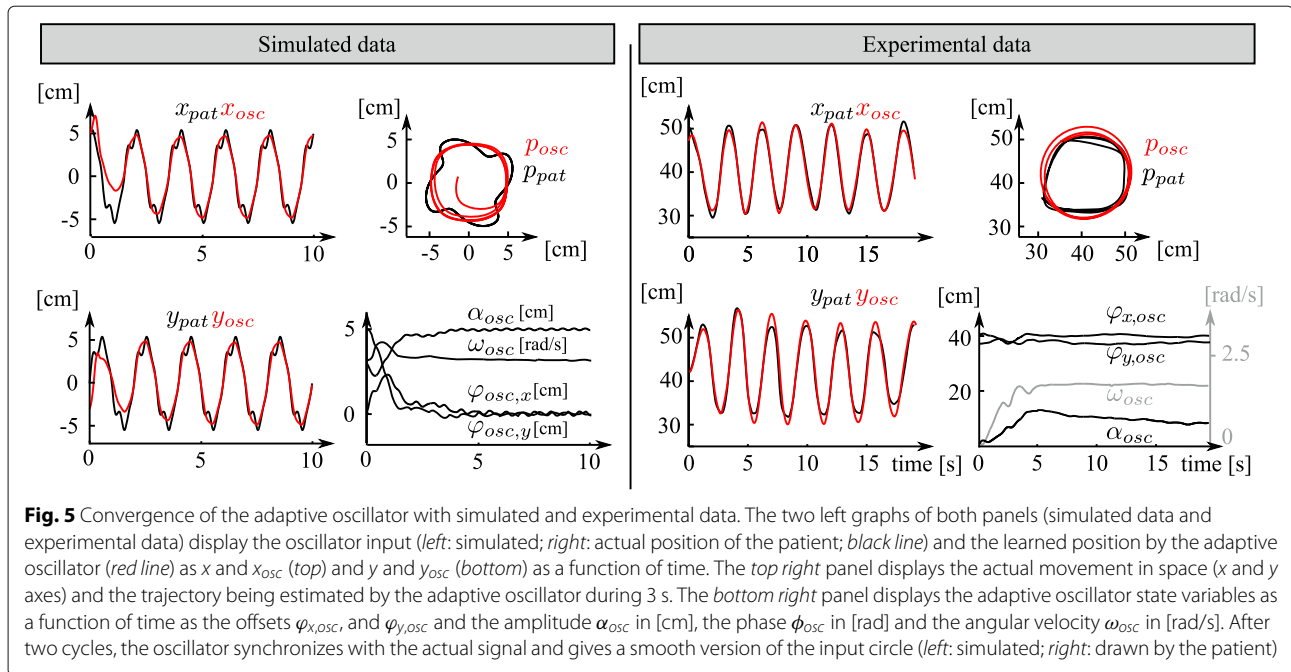 Simulated data
Experimental data
[cm]
x_pat x_osc
5
0
-5
0
5
10
[cm]
5
0
-5
p_osc
p_pat
-5
0
5
[cm]
[cm]
x_pat x_osc
50
40
30
0
5
10
15
[cm]
50
40
30
p_osc
p_pat
30
40
50
[cm]
[cm]
y_pat y_osc
5
0
-5
0
5
10
α_osc [cm]
5
ω_osc [rad/s]
φ_osc,x [cm]
0
φ_osc,y [cm]
0
5
10
[cm]
y_pat y_osc
50
40
30
0
5
10
15
time [s]
[cm]
[rad/s]
φ_x,osc
40
φ_y,osc
2.5
20
ω_osc
α_osc
0
0
0
5
10
15
time [s]
Fig. 5 Convergence of the adaptive oscillator with simulated and experimental data. The two left graphs of both panels (simulated data and
experimental data) display the oscillator input (left: simulated; right: actual position of the patient; black line) and the learned position by the adaptive
oscillator (red line) as x and x_osc (top) and y and y_osc (bottom) as a function of time. The top right panel displays the actual movement in space (x and y
axes) and the trajectory being estimated by the adaptive oscillator during 3 s. The bottom right panel displays the adaptive oscillator state variables as
a function of time as the offsets φ_x,osc, and φ_y,osc and the amplitude α_osc in [cm], the phase ϕ_osc in [rad] and the angular velocity ω_osc in [rad/s]. After
two cycles, the oscillator synchronizes with the actual signal and gives a smooth version of the input circle (left: simulated; right: drawn by the patient)